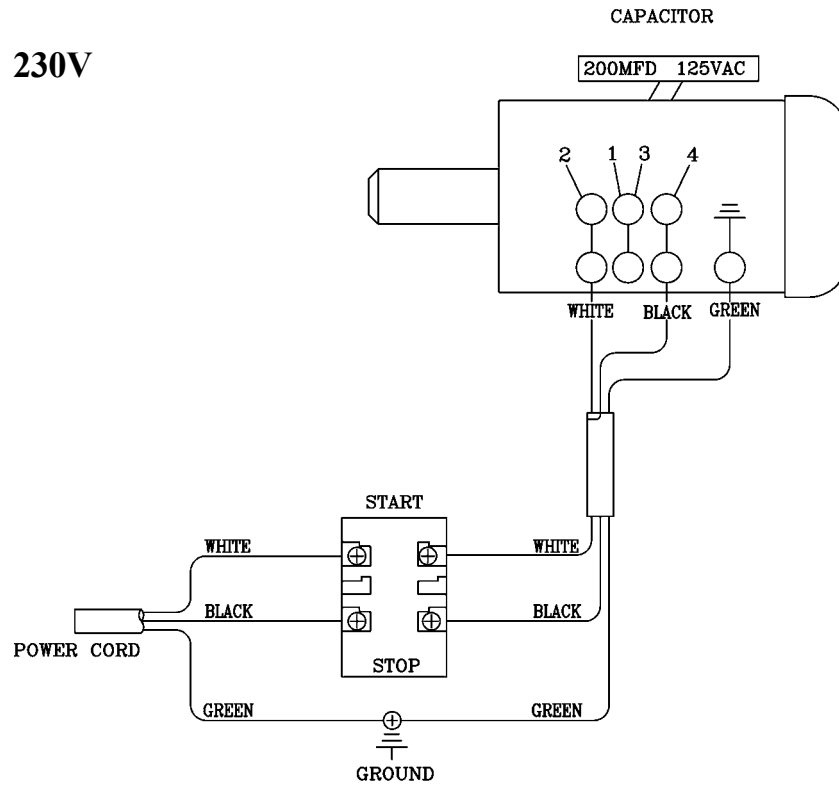 CAPACITOR
230V
200MFD 125VAC
2 1 3 4
WHITE BLACK GREEN
START
WHITE WHITE
BLACK BLACK
POWER CORD
STOP
GREEN GREEN
GROUND